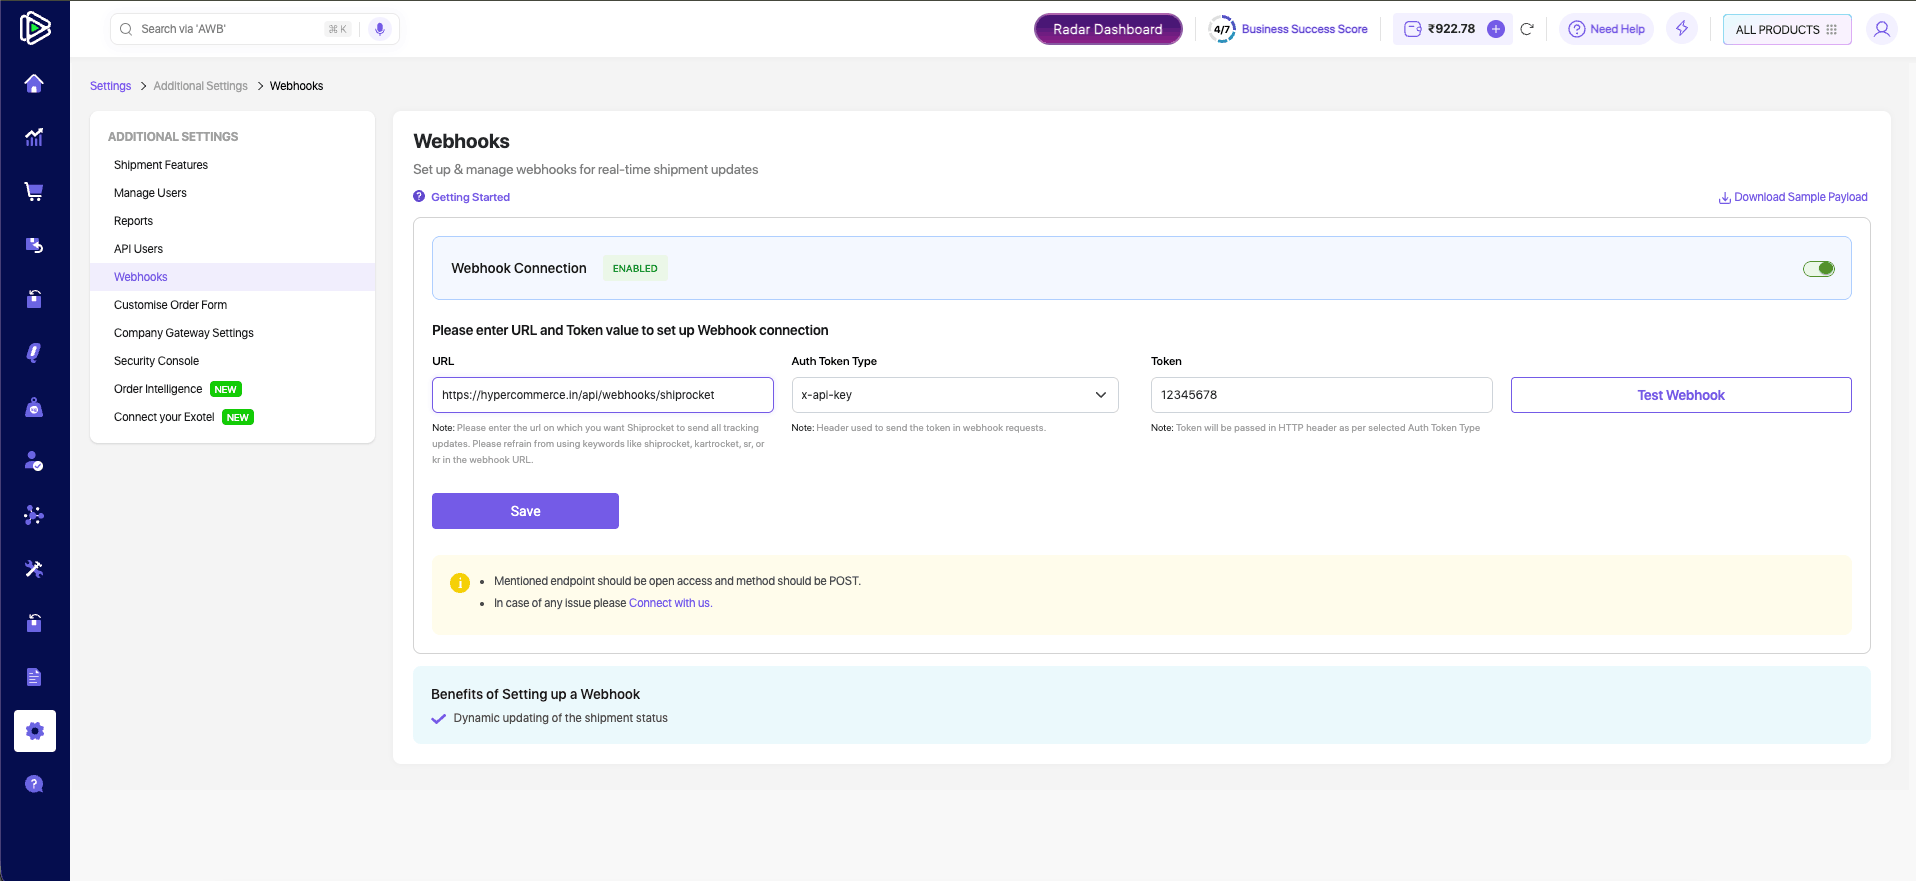 Search via 'AWB'
⌘ K
Radar Dashboard
4/7
Business Success Score
₹922.78
Need Help
ALL PRODUCTS
Settings > Additional Settings > Webhooks
ADDITIONAL SETTINGS
Shipment Features
Manage Users
Reports
API Users
Webhooks
Customise Order Form
Company Gateway Settings
Security Console
Order Intelligence NEW
Connect your Exotel NEW
Webhooks
Set up & manage webhooks for real-time shipment updates
Getting Started
Download Sample Payload
Webhook Connection ENABLED
Please enter URL and Token value to set up Webhook connection
URL
https://hypercommerce.in/api/webhooks/shiprocket
Note: Please enter the url on which you want Shiprocket to send all tracking
updates. Please refrain from using keywords like shiprocket, kartrocket, sr, or
kr in the webhook URL.
Auth Token Type
x-api-key
Note: Header used to send the token in webhook requests.
Token
12345678
Note: Token will be passed in HTTP header as per selected Auth Token Type
Test Webhook
Save
• Mentioned endpoint should be open access and method should be POST.
• In case of any issue please Connect with us.
Benefits of Setting up a Webhook
Dynamic updating of the shipment status